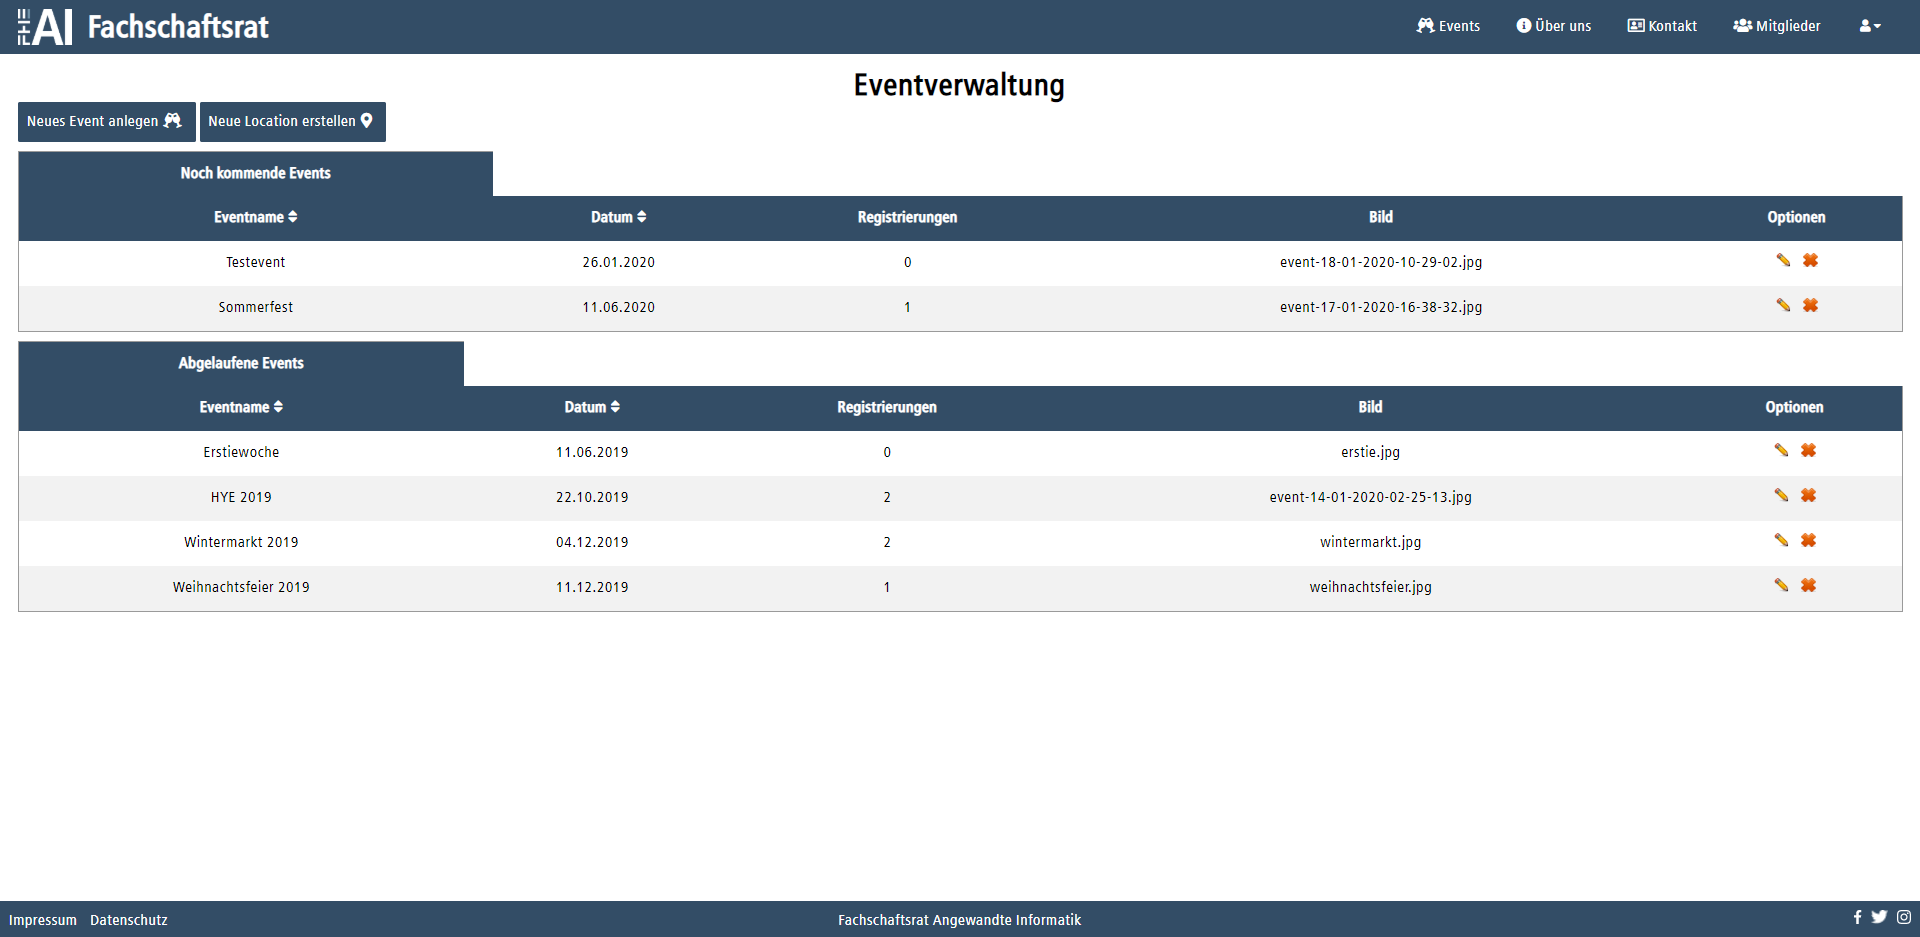 FHE AI Fachschaftsrat Events Über uns Kontakt Mitglieder
Eventverwaltung
Neues Event anlegen Neue Location erstellen
Noch kommende Events
Eventname Datum Registrierungen Bild Optionen
Testevent 26.01.2020 0 event-18-01-2020-10-29-02.jpg
Sommerfest 11.06.2020 1 event-17-01-2020-16-38-32.jpg
Abgelaufene Events
Eventname Datum Registrierungen Bild Optionen
Erstiewoche 11.06.2019 0 erstie.jpg
HYE 2019 22.10.2019 2 event-14-01-2020-02-25-13.jpg
Wintermarkt 2019 04.12.2019 2 wintermarkt.jpg
Weihnachtsfeier 2019 11.12.2019 1 weihnachtsfeier.jpg
Impressum Datenschutz Fachschaftsrat Angewandte Informatik